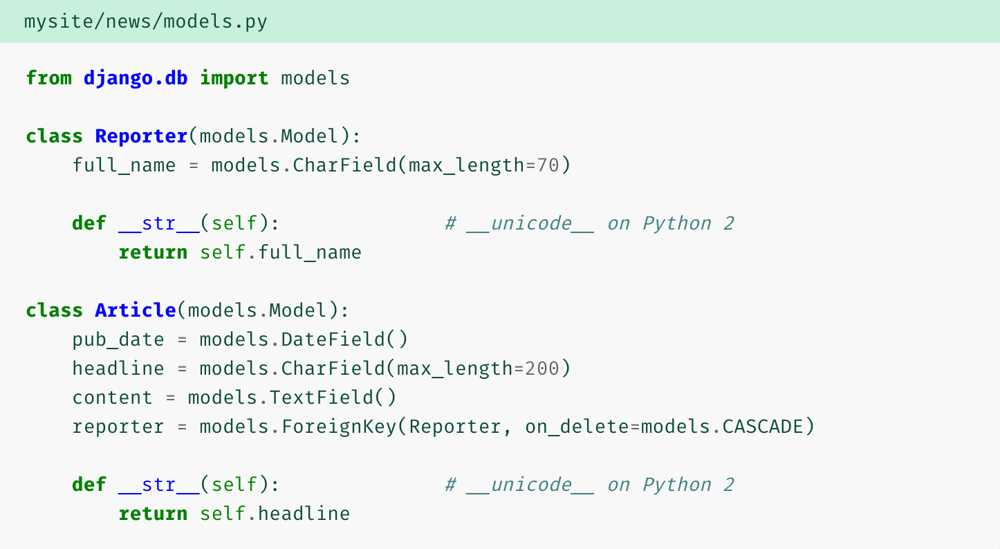 mysite/news/models.py
from django.db import models
class Reporter(models.Model):
    full_name = models.CharField(max_length=70)
    def __str__(self):              # __unicode__ on Python 2
        return self.full_name
class Article(models.Model):
    pub_date = models.DateField()
    headline = models.CharField(max_length=200)
    content = models.TextField()
    reporter = models.ForeignKey(Reporter, on_delete=models.CASCADE)
    def __str__(self):              # __unicode__ on Python 2
        return self.headline